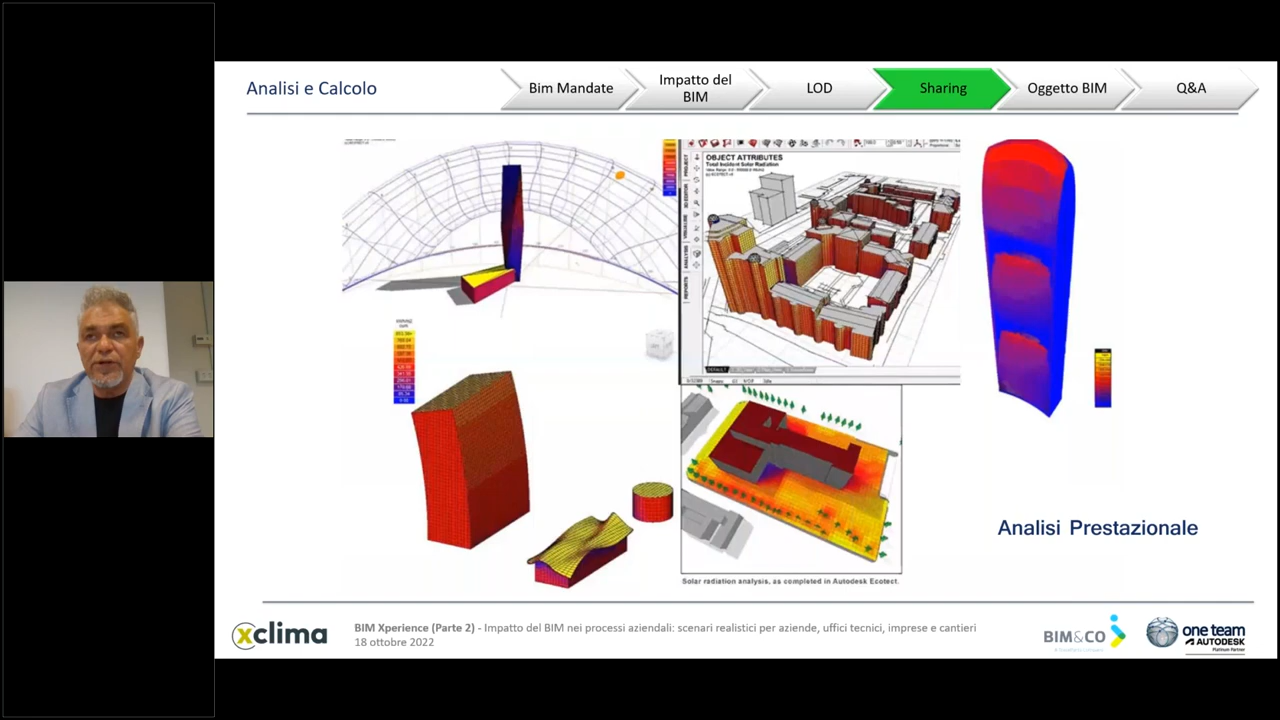 Analisi e Calcolo
Bim Mandate
Impatto del
BIM
LOD
Sharing
Oggetto BIM
Q&A
OBJECT ATTRIBUTES
Total Incident Solar Radiation
Analisi Prestazionale
Solar radiation analysis, as completed in Autodesk Ecotect.
xclima
BIM Xperience (Parte 2) - Impatto del BIM nei processi aziendali: scenari realistici per aziende, uffici tecnici, imprese e cantieri
18 ottobre 2022
BIM&CO
one team
AUTODESK
Platinum Partner